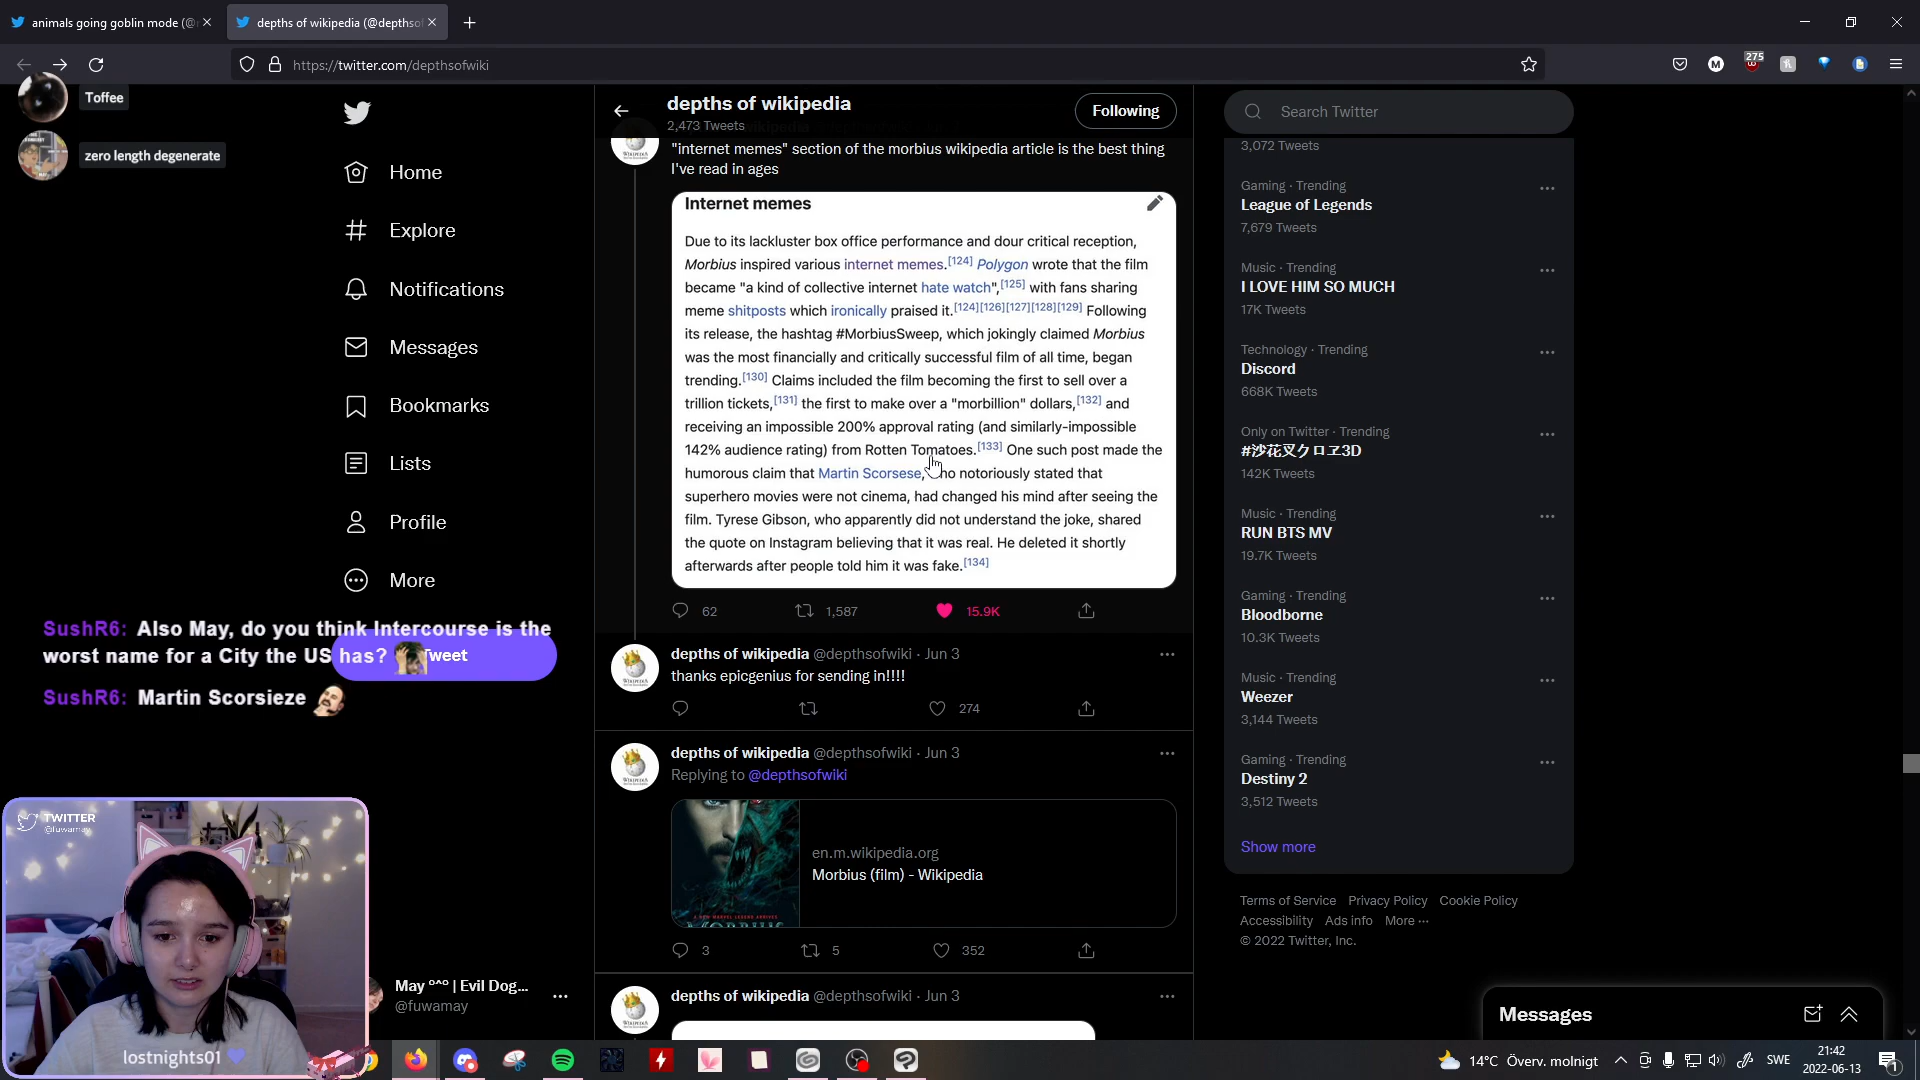 animals going goblin mode (@
depths of wikipedia (@depthso
https://twitter.com/depthsofwiki
275
Toffee
zero length degenerate
Home
Explore
Notifications
Messages
Bookmarks
Lists
Profile
More
Tweet
SushR6: Also May, do you think Intercourse is the
worst name for a City the US has?
SushR6: Martin Scorsieze
TWITTER
@fuwamay
lostnights01
May º^º | Evil Dog...
@fuwamay
depths of wikipedia
2,473 Tweets
Following
"internet memes" section of the morbius wikipedia article is the best thing
I've read in ages
Internet memes
Due to its lackluster box office performance and dour critical reception,
Morbius inspired various internet memes.[124] Polygon wrote that the film
became "a kind of collective internet hate watch",[125] with fans sharing
meme shitposts which ironically praised it.[124][126][127][128][129] Following
its release, the hashtag #MorbiusSweep, which jokingly claimed Morbius
was the most financially and critically successful film of all time, began
trending.[130] Claims included the film becoming the first to sell over a
trillion tickets,[131] the first to make over a "morbillion" dollars,[132] and
receiving an impossible 200% approval rating (and similarly-impossible
142% audience rating) from Rotten Tomatoes.[133] One such post made the
humorous claim that Martin Scorsese, who notoriously stated that
superhero movies were not cinema, had changed his mind after seeing the
film. Tyrese Gibson, who apparently did not understand the joke, shared
the quote on Instagram believing that it was real. He deleted it shortly
afterwards after people told him it was fake.[134]
62 1,587 15.9K
depths of wikipedia @depthsofwiki · Jun 3
thanks epicgenius for sending in!!!!
274
depths of wikipedia @depthsofwiki · Jun 3
Replying to @depthsofwiki
en.m.wikipedia.org
Morbius (film) - Wikipedia
3 5 352
depths of wikipedia @depthsofwiki · Jun 3
Search Twitter
3,072 Tweets
Gaming · Trending
League of Legends
7,679 Tweets
Music · Trending
I LOVE HIM SO MUCH
17K Tweets
Technology · Trending
Discord
668K Tweets
Only on Twitter · Trending
#沙花叉クロヱ3D
142K Tweets
Music · Trending
RUN BTS MV
19.7K Tweets
Gaming · Trending
Bloodborne
10.3K Tweets
Music · Trending
Weezer
3,144 Tweets
Gaming · Trending
Destiny 2
3,512 Tweets
Show more
Terms of Service Privacy Policy Cookie Policy
Accessibility Ads info More ···
© 2022 Twitter, Inc.
Messages
14°C Överv. molnigt
SWE
21:42
2022-06-13
1